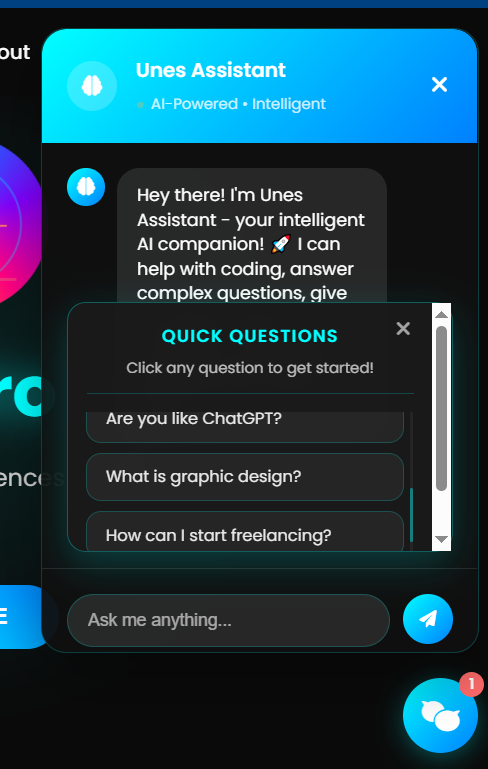 out
Unes Assistant
AI-Powered • Intelligent
Hey there! I'm Unes
Assistant - your intelligent
AI companion! 🚀 I can
help with coding, answer
complex questions, give
QUICK QUESTIONS
Click any question to get started!
Are you like ChatGPT?
What is graphic design?
How can I start freelancing?
Ask me anything...
ro
ences
E
1